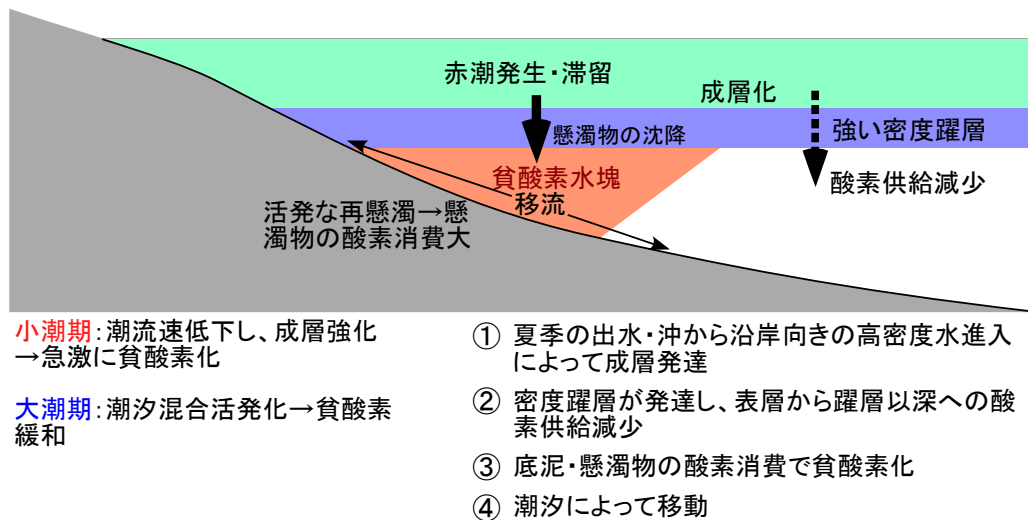 赤潮発生・滞留
成層化
懸濁物の沈降
強い密度躍層
貧酸素水塊
酸素供給減少
移流
活発な再懸濁→懸
濁物の酸素消費大
小潮期:潮流速低下し、成層強化
→急激に貧酸素化
大潮期:潮汐混合活発化→貧酸素
緩和
① 夏季の出水・沖から沿岸向きの高密度水進入
によって成層発達
② 密度躍層が発達し、表層から躍層以深への酸
素供給減少
③ 底泥・懸濁物の酸素消費で貧酸素化
④ 潮汐によって移動